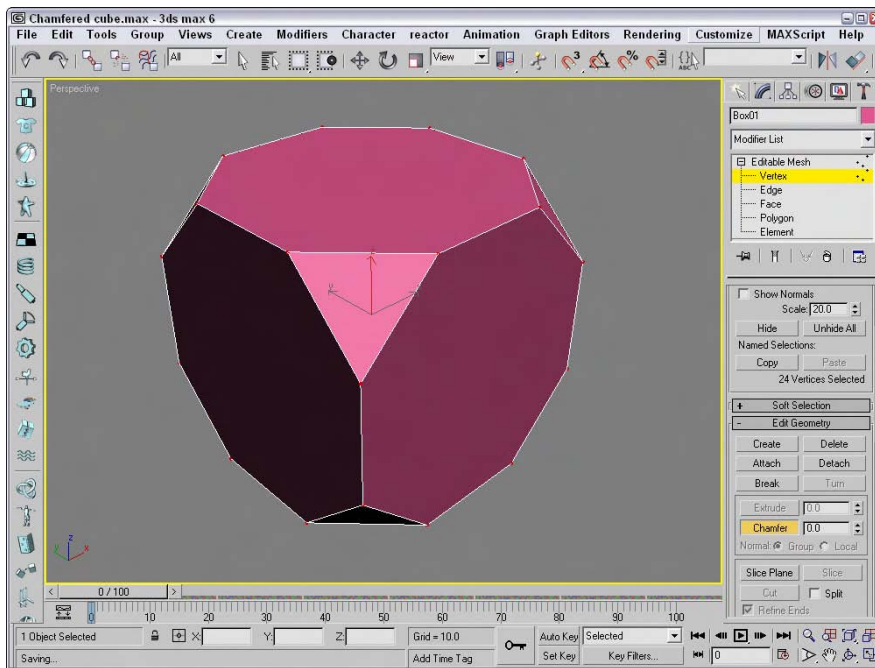 Chamfered cube.max - 3ds max 6
File Edit Tools Group Views Create Modifiers Character reactor Animation Graph Editors Rendering Customize MAXScript Help
All
View
3
ABC
Perspective
Box01
Modifier List
Editable Mesh
Vertex
Edge
Face
Polygon
Element
Show Normals
Scale: 20.0
Hide Unhide All
Named Selections:
Copy Paste
24 Vertices Selected
+ Soft Selection
- Edit Geometry
Create Delete
Attach Detach
Break Turn
Extrude 0.0
Chamfer 0.0
Normal: Group Local
Slice Plane Slice
Cut Split
Refine Ends
z
y x
< 0 / 100 >
0 10 20 30 40 50 60 70 80 90 100
1 Object Selected X: Y: Z: Grid = 10.0 Auto Key Selected
Saving... Add Time Tag Set Key Key Filters... 0